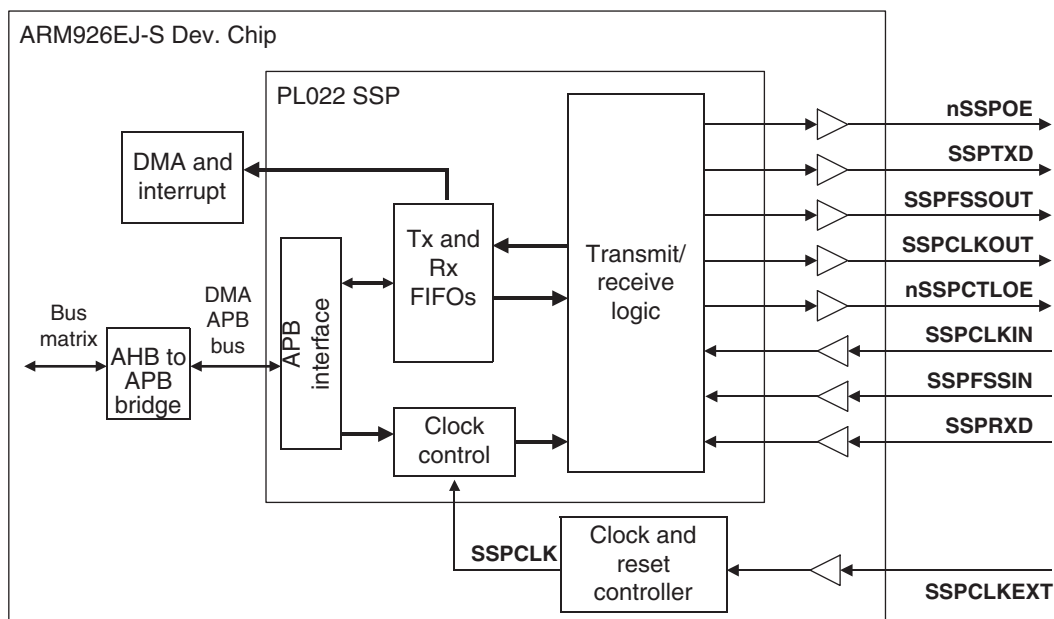 ARM926EJ-S Dev. Chip
PL022 SSP
DMA and
interrupt
Tx and
Rx
FIFOs
Transmit/
receive
logic
APB
interface
Bus
matrix
DMA
APB
bus
AHB to
APB
bridge
Clock
control
SSPCLK
Clock and
reset
controller
nSSPOE
SSPTXD
SSPFSSOUT
SSPCLKOUT
nSSPCTLOE
SSPCLKIN
SSPFSSIN
SSPRXD
SSPCLKEXT